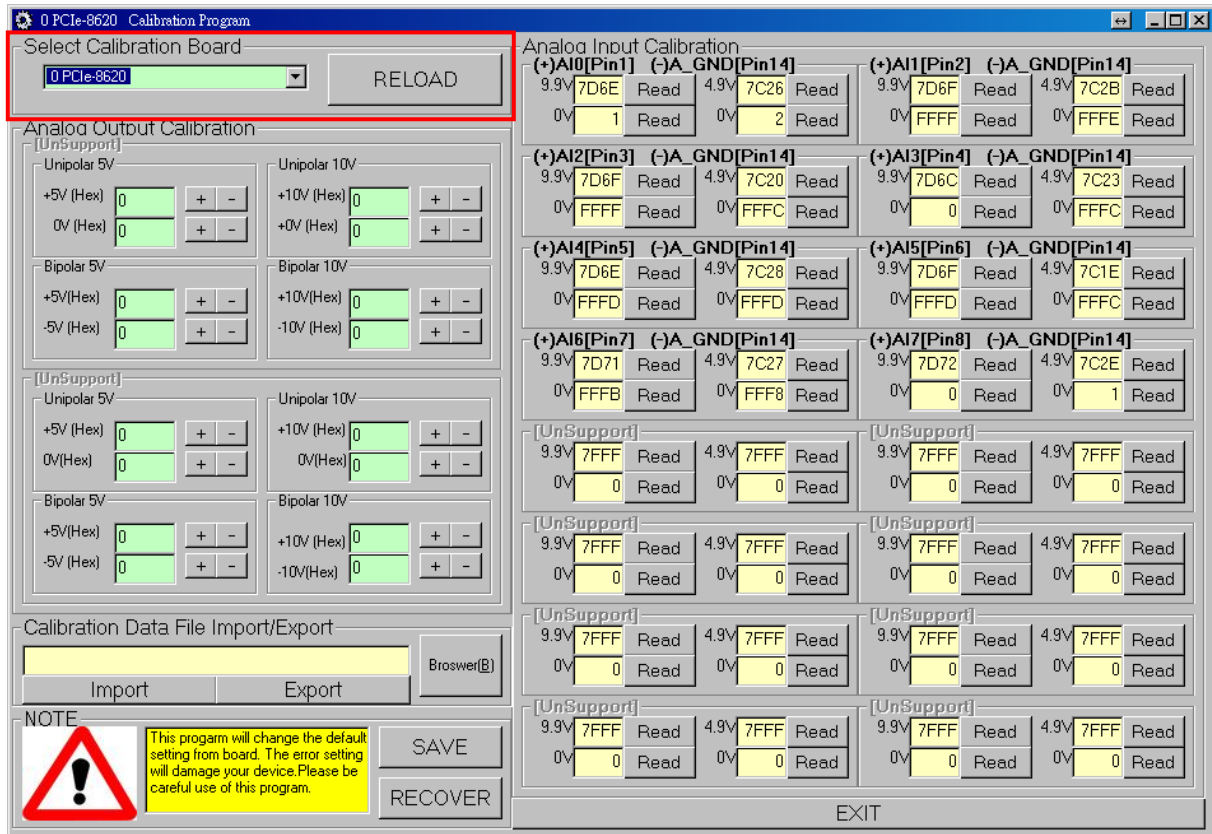 0 PCIe-8620 Calibration Program
Select Calibration Board
0 PCIe-8620
RELOAD
Analog Output Calibration
[UnSupport]
Unipolar 5V
+5V (Hex) 0 + -
0V (Hex) 0 + -
Unipolar 10V
+10V (Hex) 0 + -
+0V (Hex) 0 + -
Bipolar 5V
+5V(Hex) 0 + -
-5V (Hex) 0 + -
Bipolar 10V
+10V(Hex) 0 + -
-10V (Hex) 0 + -
[UnSupport]
Unipolar 5V
+5V (Hex) 0 + -
0V(Hex) 0 + -
Unipolar 10V
+10V (Hex) 0 + -
0V(Hex) 0 + -
Bipolar 5V
+5V(Hex) 0 + -
-5V (Hex) 0 + -
Bipolar 10V
+10V (Hex) 0 + -
-10V(Hex) 0 + -
Calibration Data File Import/Export
Broswer(B)
Import
Export
NOTE
This progarm will change the default
setting from board. The error setting
will damage your device.Please be
careful use of this program.
SAVE
RECOVER
Analog Input Calibration
(+)AI0[Pin1] (-)A_GND[Pin14]
9.9V 7D6E Read 4.9V 7C26 Read
0V 1 Read 0V 2 Read
(+)AI1[Pin2] (-)A_GND[Pin14]
9.9V 7D6F Read 4.9V 7C2B Read
0V FFFF Read 0V FFFE Read
(+)AI2[Pin3] (-)A_GND[Pin14]
9.9V 7D6F Read 4.9V 7C20 Read
0V FFFF Read 0V FFFC Read
(+)AI3[Pin4] (-)A_GND[Pin14]
9.9V 7D6C Read 4.9V 7C23 Read
0V 0 Read 0V FFFC Read
(+)AI4[Pin5] (-)A_GND[Pin14]
9.9V 7D6E Read 4.9V 7C28 Read
0V FFFD Read 0V FFFD Read
(+)AI5[Pin6] (-)A_GND[Pin14]
9.9V 7D6F Read 4.9V 7C1E Read
0V FFFD Read 0V FFFC Read
(+)AI6[Pin7] (-)A_GND[Pin14]
9.9V 7D71 Read 4.9V 7C27 Read
0V FFFB Read 0V FFF8 Read
(+)AI7[Pin8] (-)A_GND[Pin14]
9.9V 7D72 Read 4.9V 7C2E Read
0V 0 Read 0V 1 Read
[UnSupport]
9.9V 7FFF Read 4.9V 7FFF Read
0V 0 Read 0V 0 Read
[UnSupport]
9.9V 7FFF Read 4.9V 7FFF Read
0V 0 Read 0V 0 Read
[UnSupport]
9.9V 7FFF Read 4.9V 7FFF Read
0V 0 Read 0V 0 Read
[UnSupport]
9.9V 7FFF Read 4.9V 7FFF Read
0V 0 Read 0V 0 Read
[UnSupport]
9.9V 7FFF Read 4.9V 7FFF Read
0V 0 Read 0V 0 Read
[UnSupport]
9.9V 7FFF Read 4.9V 7FFF Read
0V 0 Read 0V 0 Read
[UnSupport]
9.9V 7FFF Read 4.9V 7FFF Read
0V 0 Read 0V 0 Read
[UnSupport]
9.9V 7FFF Read 4.9V 7FFF Read
0V 0 Read 0V 0 Read
EXIT